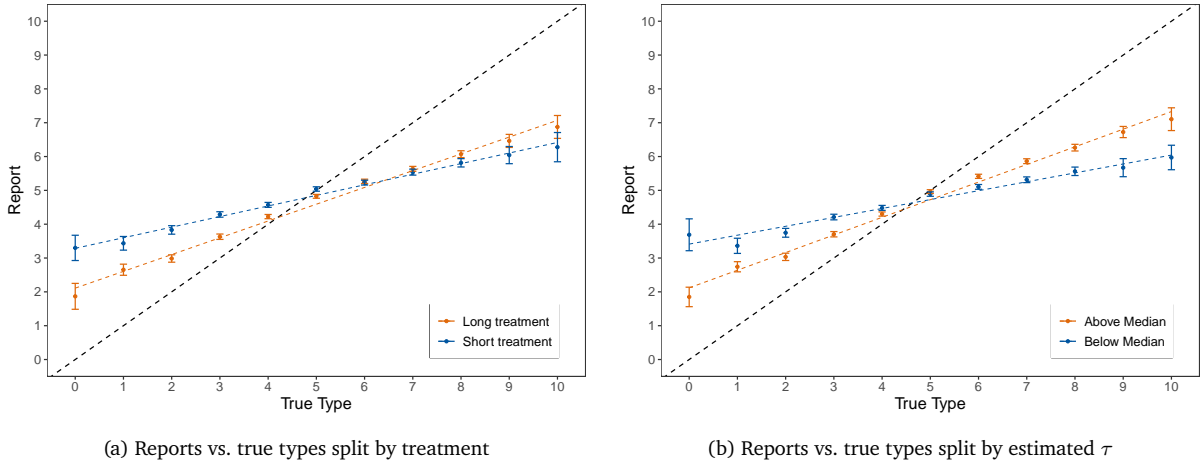 10
9
8
7
6
5
4
3
2
1
0
Report
0 1 2 3 4 5 6 7 8 9 10
True Type
Long treatment
Short treatment
(a) Reports vs. true types split by treatment
10
9
8
7
6
5
4
3
2
1
0
Report
0 1 2 3 4 5 6 7 8 9 10
True Type
Above Median
Below Median
(b) Reports vs. true types split by estimated τ